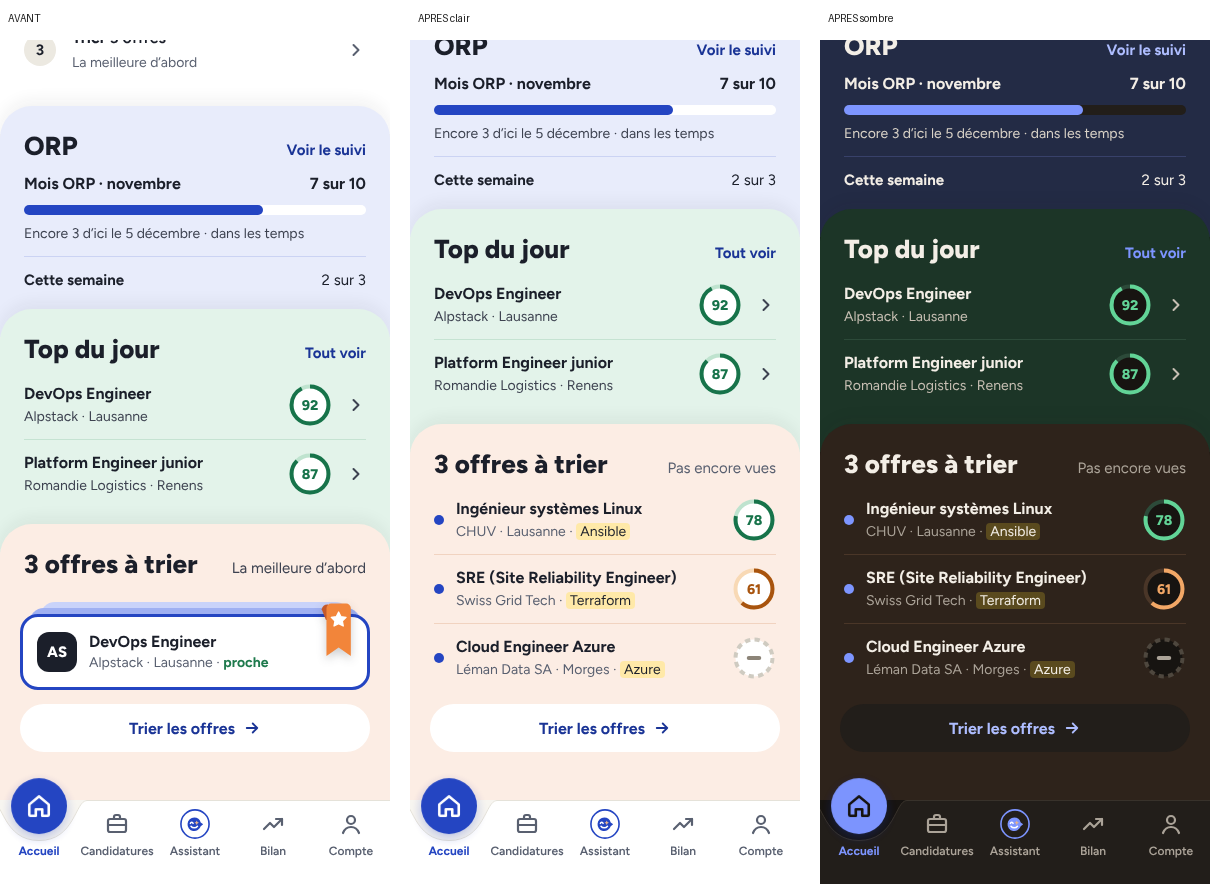 AVANT
3 Trier 3 offres
La meilleure d'abord
ORP
Voir le suivi
Mois ORP · novembre 7 sur 10
Encore 3 d'ici le 5 décembre · dans les temps
Cette semaine 2 sur 3
Top du jour
Tout voir
DevOps Engineer
Alpstack · Lausanne
92
Platform Engineer junior
Romandie Logistics · Renens
87
3 offres à trier La meilleure d'abord
AS
DevOps Engineer
Alpstack · Lausanne · proche
Trier les offres →
Accueil Candidatures Assistant Bilan Compte
APRES clair
ORP
Voir le suivi
Mois ORP · novembre 7 sur 10
Encore 3 d'ici le 5 décembre · dans les temps
Cette semaine 2 sur 3
Top du jour
Tout voir
DevOps Engineer
Alpstack · Lausanne
92
Platform Engineer junior
Romandie Logistics · Renens
87
3 offres à trier Pas encore vues
Ingénieur systèmes Linux
CHUV · Lausanne · Ansible
78
SRE (Site Reliability Engineer)
Swiss Grid Tech · Terraform
61
Cloud Engineer Azure
Léman Data SA · Morges · Azure
Trier les offres →
Accueil Candidatures Assistant Bilan Compte
APRES sombre
ORP
Voir le suivi
Mois ORP · novembre 7 sur 10
Encore 3 d'ici le 5 décembre · dans les temps
Cette semaine 2 sur 3
Top du jour
Tout voir
DevOps Engineer
Alpstack · Lausanne
92
Platform Engineer junior
Romandie Logistics · Renens
87
3 offres à trier Pas encore vues
Ingénieur systèmes Linux
CHUV · Lausanne · Ansible
78
SRE (Site Reliability Engineer)
Swiss Grid Tech · Terraform
61
Cloud Engineer Azure
Léman Data SA · Morges · Azure
Trier les offres →
Accueil Candidatures Assistant Bilan Compte